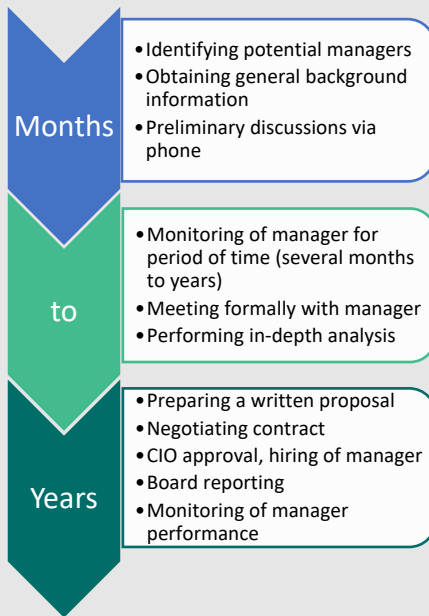 Months
•Identifying potential managers
•Obtaining general background
information
•Preliminary discussions via
phone
to
•Monitoring of manager for
period of time (several months
to years)
•Meeting formally with manager
•Performing in-depth analysis
Years
•Preparing a written proposal
•Negotiating contract
•CIO approval, hiring of manager
•Board reporting
•Monitoring of manager
performance